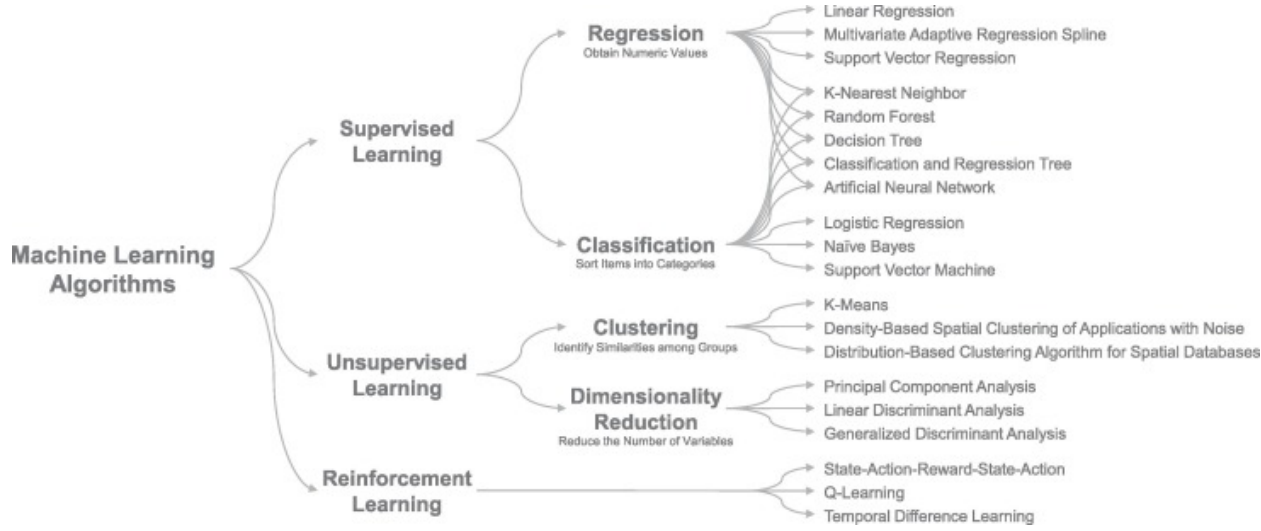 Machine Learning
Algorithms
Supervised
Learning
Regression
Obtain Numeric Values
Linear Regression
Multivariate Adaptive Regression Spline
Support Vector Regression
K-Nearest Neighbor
Random Forest
Decision Tree
Classification and Regression Tree
Artificial Neural Network
Classification
Sort Items into Categories
Logistic Regression
Naïve Bayes
Support Vector Machine
Unsupervised
Learning
Clustering
Identify Similarities among Groups
K-Means
Density-Based Spatial Clustering of Applications with Noise
Distribution-Based Clustering Algorithm for Spatial Databases
Dimensionality
Reduction
Reduce the Number of Variables
Principal Component Analysis
Linear Discriminant Analysis
Generalized Discriminant Analysis
Reinforcement
Learning
State-Action-Reward-State-Action
Q-Learning
Temporal Difference Learning